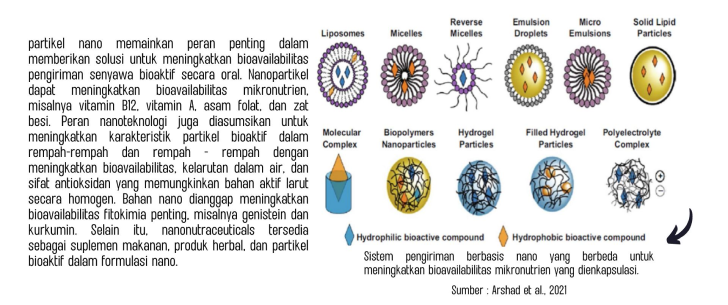 partikel nano memainkan peran penting dalam
memberikan solusi untuk meningkatkan bioavailabilitas
pengiriman senyawa bioaktif secara oral. Nanopartikel
dapat meningkatkan bioavailabilitas mikronutrien,
misalnya vitamin B12, vitamin A, asam folat, dan zat
besi. Peran nanoteknologi juga diasumsikan untuk
meningkatkan karakteristik partikel bioaktif dalam
rempah-rempah dan rempah - rempah dengan
meningkatkan bioavailabilitas, kelarutan dalam air, dan
sifat antioksidan yang memungkinkan bahan aktif larut
secara homogen. Bahan nano dianggap meningkatkan
bioavailabilitas fitokimia penting, misalnya genistein dan
kurkumin. Selain itu, nanonutraceuticals tersedia
sebagai suplemen makanan, produk herbal, dan partikel
bioaktif dalam formulasi nano.
Liposomes
Micelles
Reverse
Micelles
Emulsion
Droplets
Micro
Emulsions
Solid Lipid
Particles
Molecular
Complex
Biopolymers
Nanoparticles
Hydrogel
Particles
Filled Hydrogel
Particles
Polyelectrolyte
Complex
Hydrophilic bioactive compound
Hydrophobic bioactive compound
Sistem pengiriman berbasis nano yang berbeda untuk
meningkatkan bioavailabilitas mikronutrien yang dienkapsulasi.
Sumber : Arshad et al., 2021